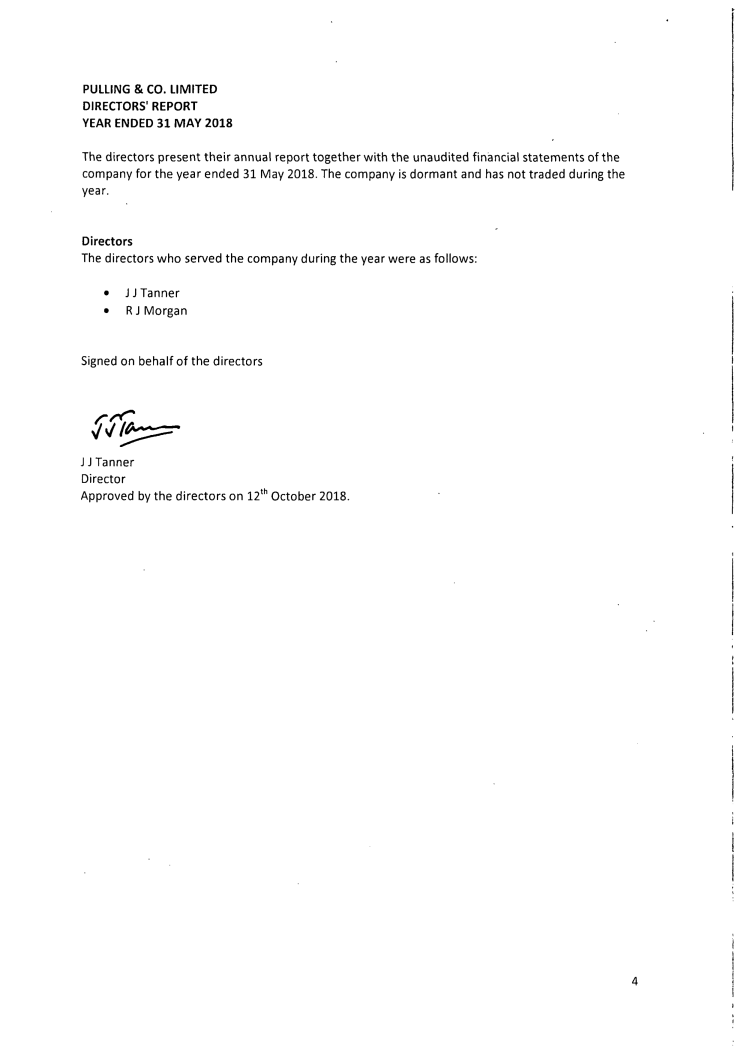 PULLING & CO. LIMITED
DIRECTORS' REPORT
YEAR ENDED 31 MAY 2018
The directors present their annual report together with the unaudited financial statements of the
company for the year ended 31 May 2018. The company is dormant and has not traded during the
year.
Directors
The directors who served the company during the year were as follows:
• J J Tanner
• R J Morgan
Signed on behalf of the directors
JJTanner
J J Tanner
Director
Approved by the directors on 12th October 2018.
4